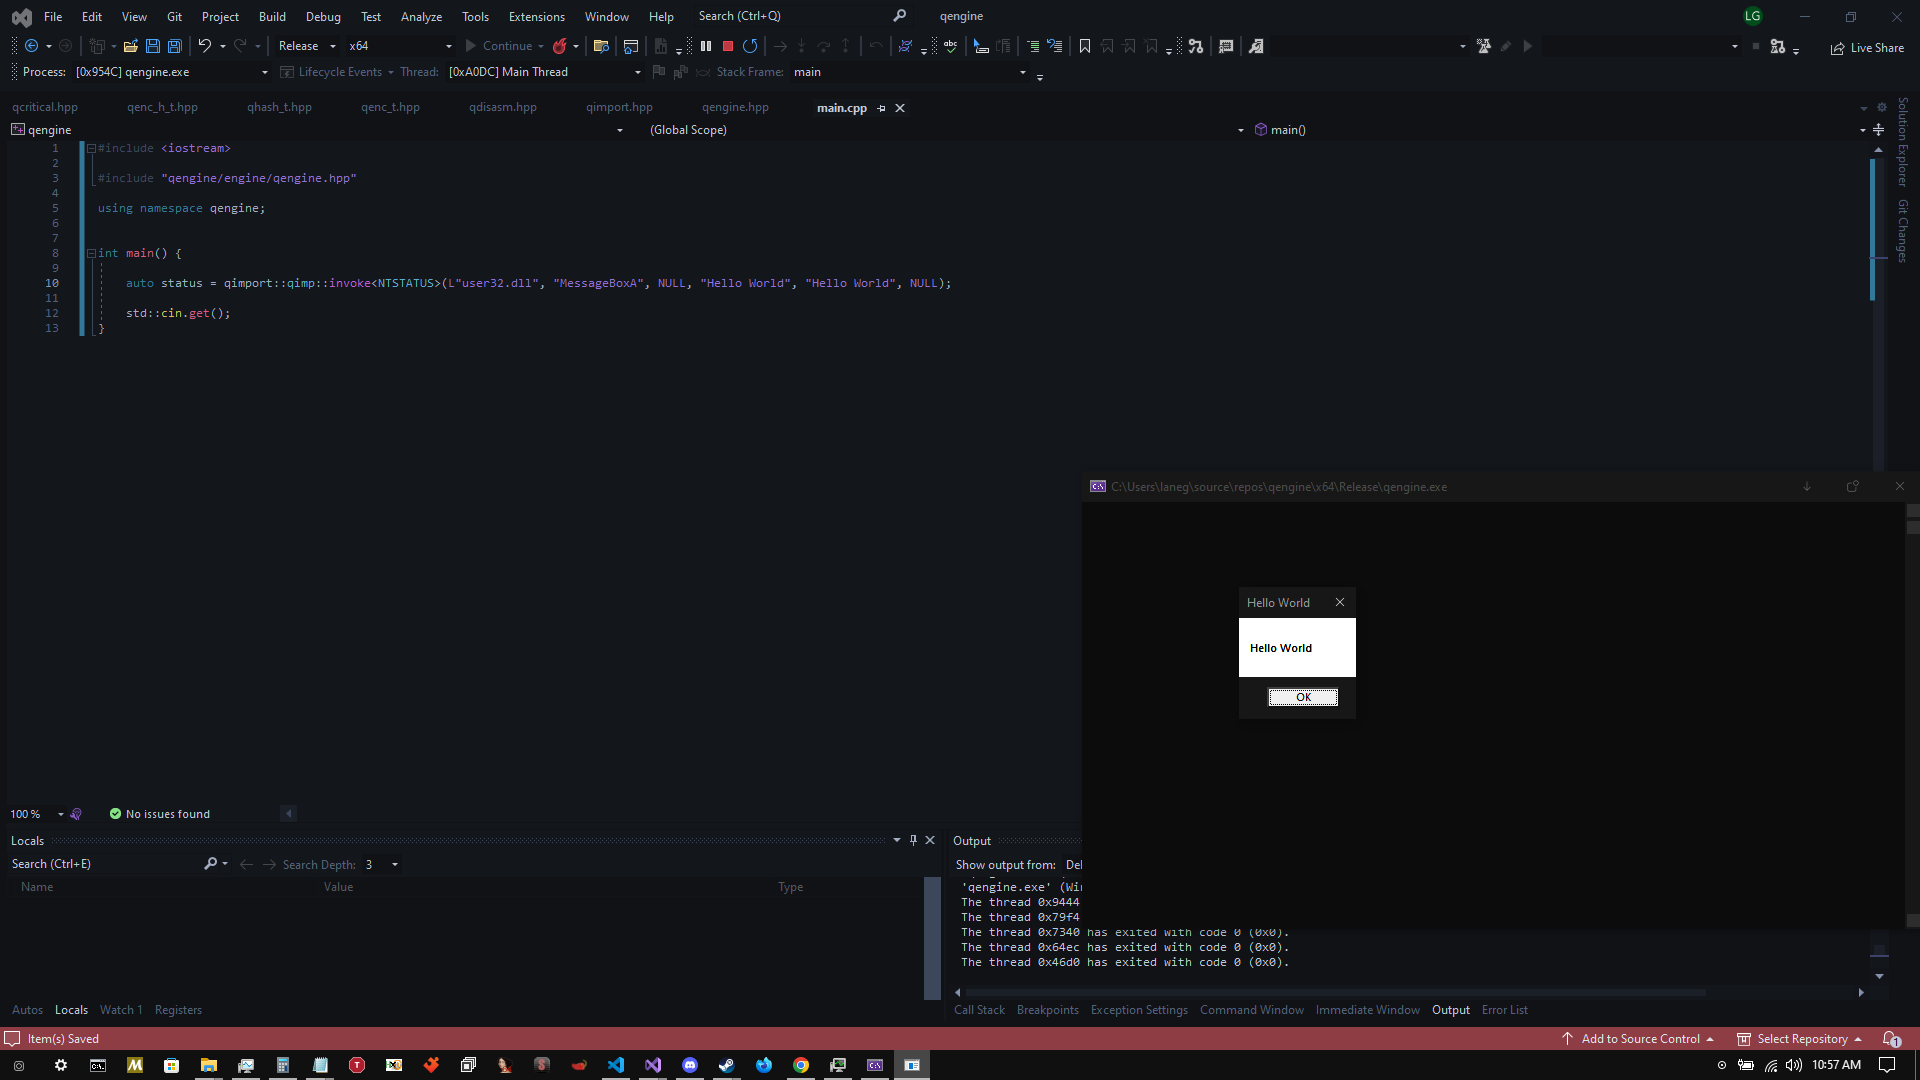 File Edit View Git Project Build Debug Test Analyze Tools Extensions Window Help Search (Ctrl+Q) qengine LG
Release x64 Continue Live Share
Process: [0x954C] qengine.exe Lifecycle Events Thread: [0xA0DC] Main Thread Stack Frame: main
qcritical.hpp qenc_h_t.hpp qhash_t.hpp qenc_t.hpp qdisasm.hpp qimport.hpp qengine.hpp main.cpp
qengine (Global Scope) main()
1 #include <iostream>
2
3 #include "qengine/engine/qengine.hpp"
4
5 using namespace qengine;
6
7
8 int main() {
9
10 auto status = qimport::qimp::invoke<NTSTATUS>(L"user32.dll", "MessageBoxA", NULL, "Hello World", "Hello World", NULL);
11
12 std::cin.get();
13 }
Solution Explorer
Git Changes
C:\Users\laneg\source\repos\qengine\x64\Release\qengine.exe
Hello World
Hello World
OK
100 % No issues found
Locals
Search (Ctrl+E) Search Depth: 3
Name Value Type
Autos Locals Watch 1 Registers
Output
Show output from: De
'qengine.exe' (Wi
The thread 0x9444
The thread 0x79f4
The thread 0x7340 has exited with code 0 (0x0).
The thread 0x64ec has exited with code 0 (0x0).
The thread 0x46d0 has exited with code 0 (0x0).
Call Stack Breakpoints Exception Settings Command Window Immediate Window Output Error List
Item(s) Saved Add to Source Control Select Repository 1
10:57 AM